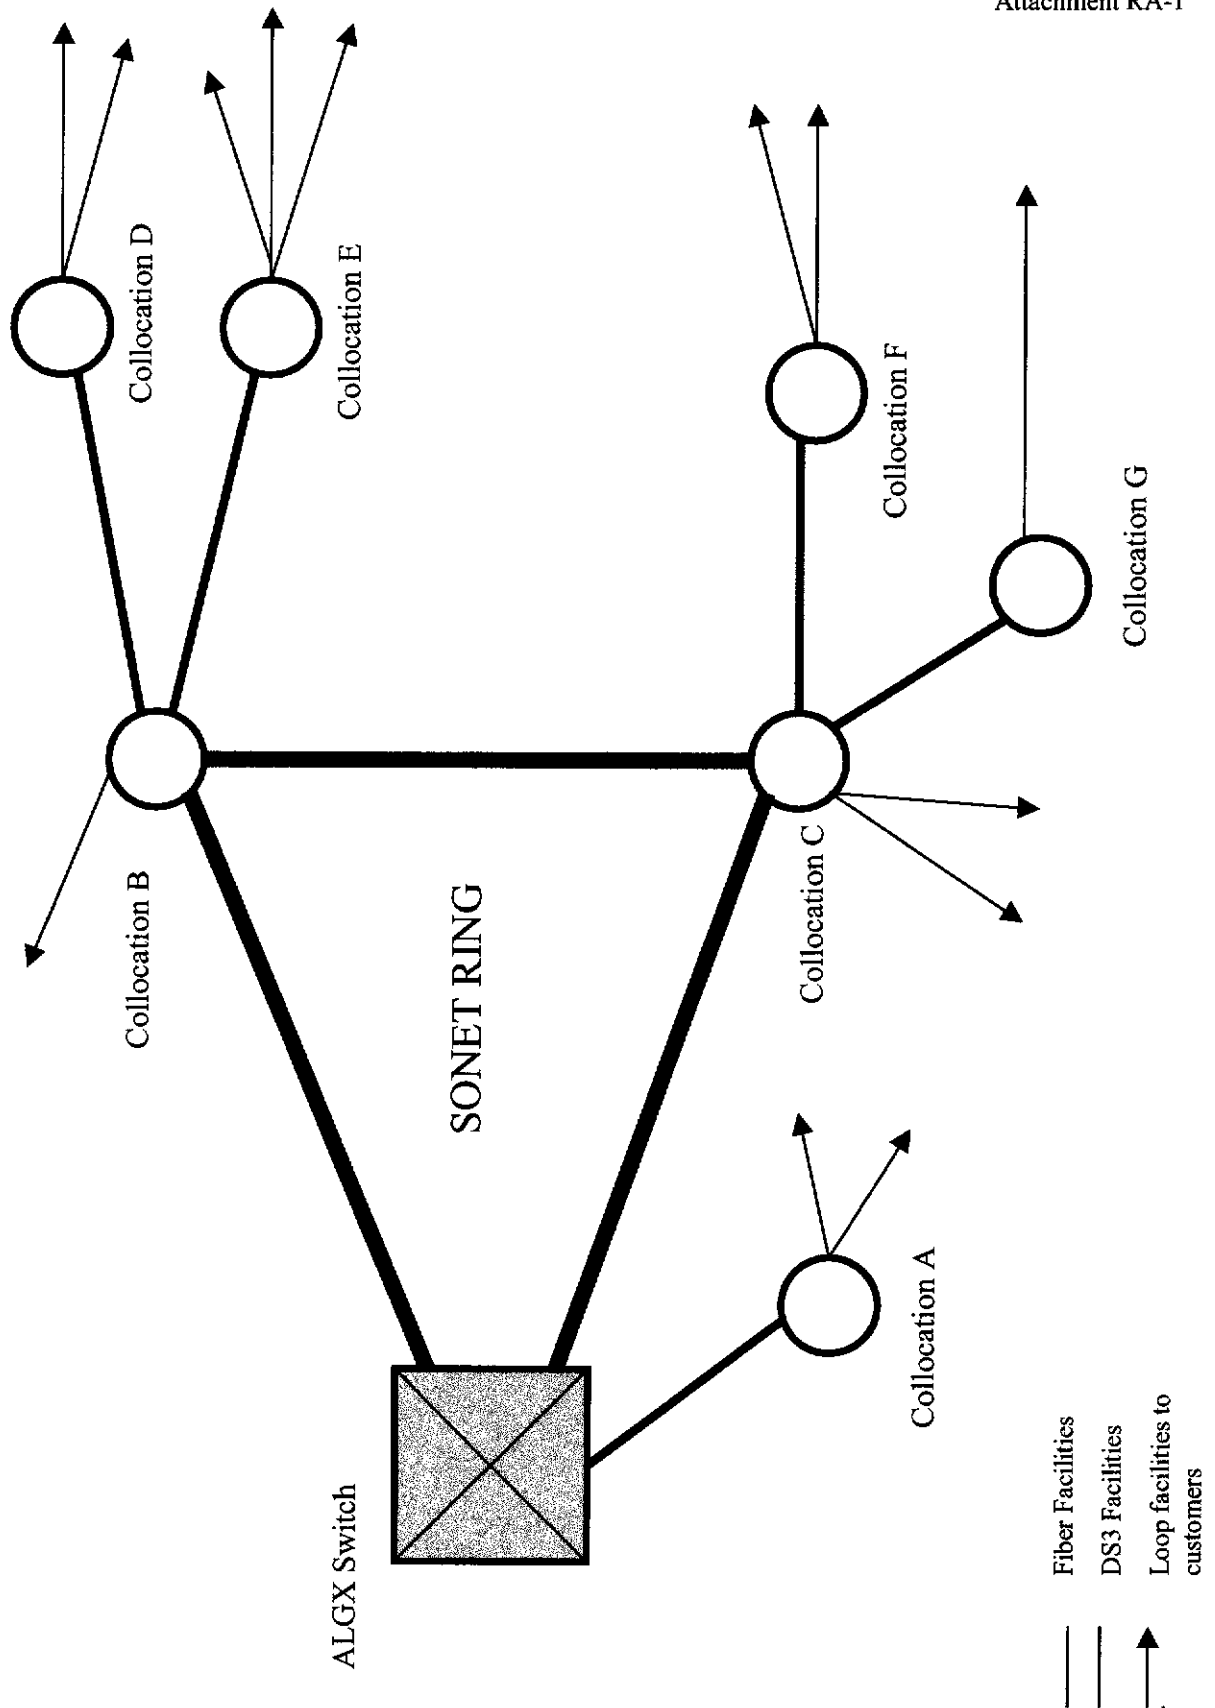 Attachment RA-1
Collocation D
Collocation E
Collocation B
SONET RING
Collocation F
Collocation G
Collocation C
Collocation A
ALGX Switch
Fiber Facilities
DS3 Facilities
Loop facilities to
customers